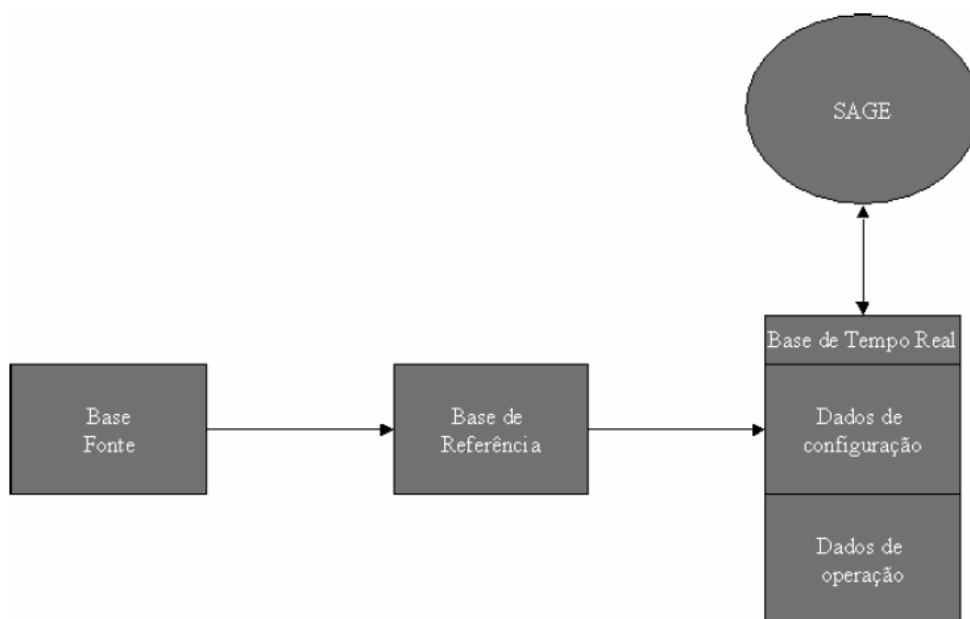 SAGE
Base de Tempo Real
Base
Fonte
Base de
Referência
Dados de
configuração
Dados de
operação